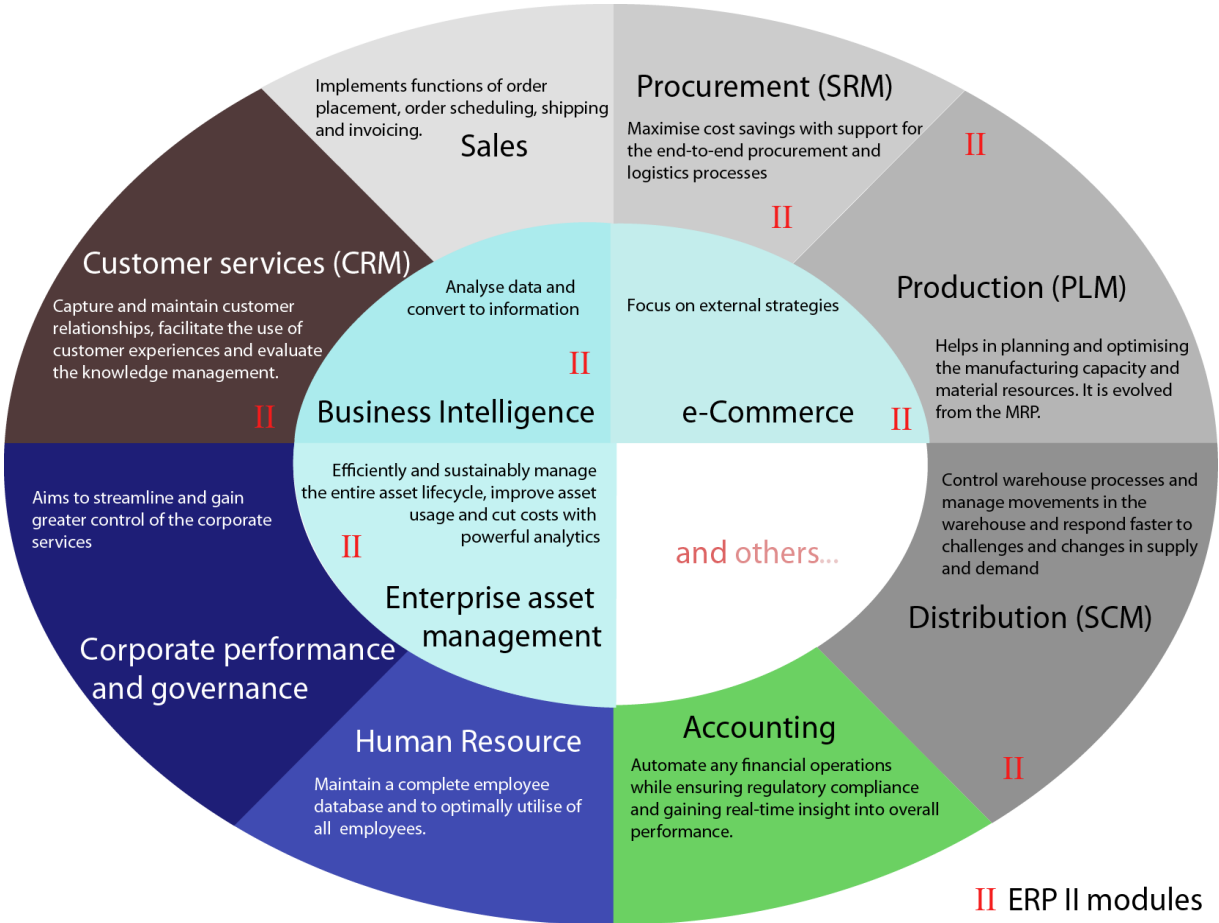 Implements functions of order
placement, order scheduling, shipping
and invoicing.
Sales
Procurement (SRM)
Maximise cost savings with support for
the end-to-end procurement and
logistics processes
II
II
Production (PLM)
Helps in planning and optimising
the manufacturing capacity and
material resources. It is evolved
from the MRP.
Customer services (CRM)
Capture and maintain customer
relationships, facilitate the use of
customer experiences and evaluate
the knowledge management.
II
Analyse data and
convert to information
II
Business Intelligence
Focus on external strategies
e-Commerce
II
Efficiently and sustainably manage
the entire asset lifecycle, improve asset
usage and cut costs with
powerful analytics
II
Enterprise asset
management
and others...
Control warehouse processes and
manage movements in the
warehouse and respond faster to
challenges and changes in supply
and demand
Distribution (SCM)
II
Aims to streamline and gain
greater control of the corporate
services
Corporate performance
and governance
Human Resource
Maintain a complete employee
database and to optimally utilise of
all employees.
Accounting
Automate any financial operations
while ensuring regulatory compliance
and gaining real-time insight into overall
performance.
II ERP II modules